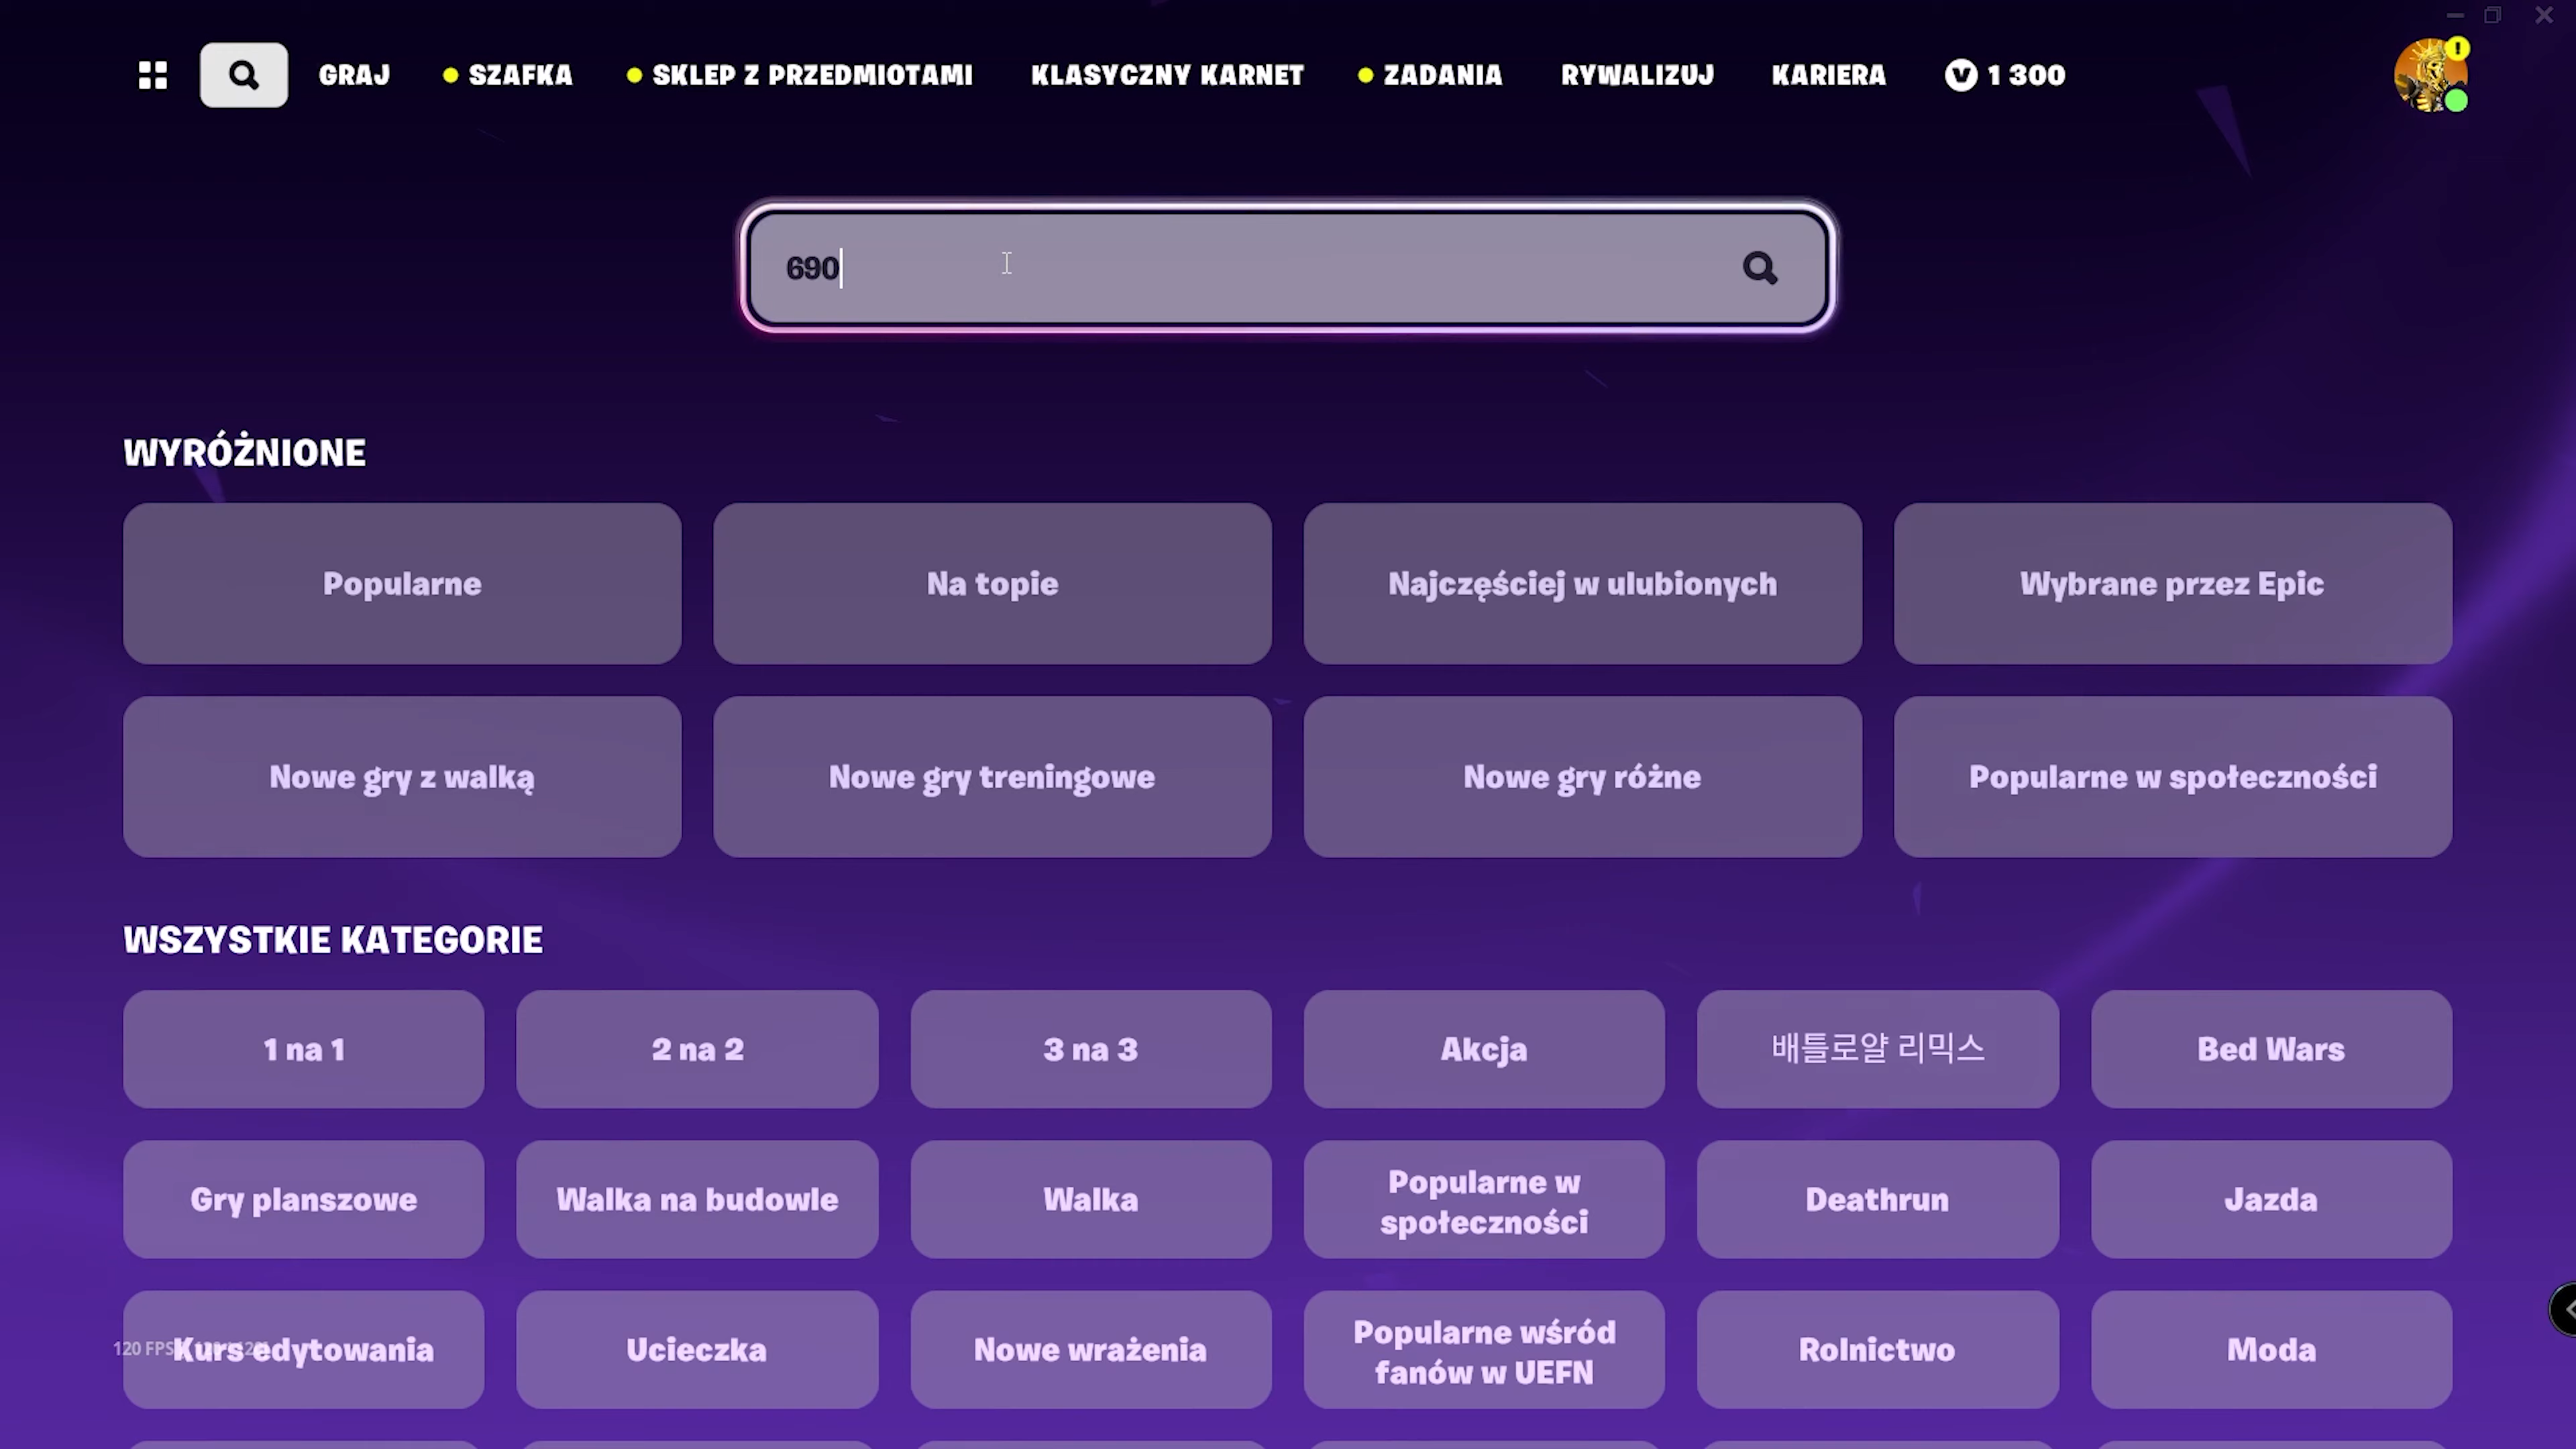 GRAJ
SZAFKA
SKLEP Z PRZEDMIOTAMI
KLASYCZNY KARNET
ZADANIA
RYWALIZUJ
KARIERA
1 300
690
WYRÓŻNIONE
Popularne
Na topie
Najczęściej w ulubionych
Wybrane przez Epic
Nowe gry z walką
Nowe gry treningowe
Nowe gry różne
Popularne w społeczności
WSZYSTKIE KATEGORIE
1 na 1
2 na 2
3 na 3
Akcja
배틀로얄 리믹스
Bed Wars
Gry planszowe
Walka na budowle
Walka
Popularne w
społeczności
Deathrun
Jazda
120 FPS
Kurs edytowania
Ucieczka
Nowe wrażenia
Popularne wśród
fanów w UEFN
Rolnictwo
Moda